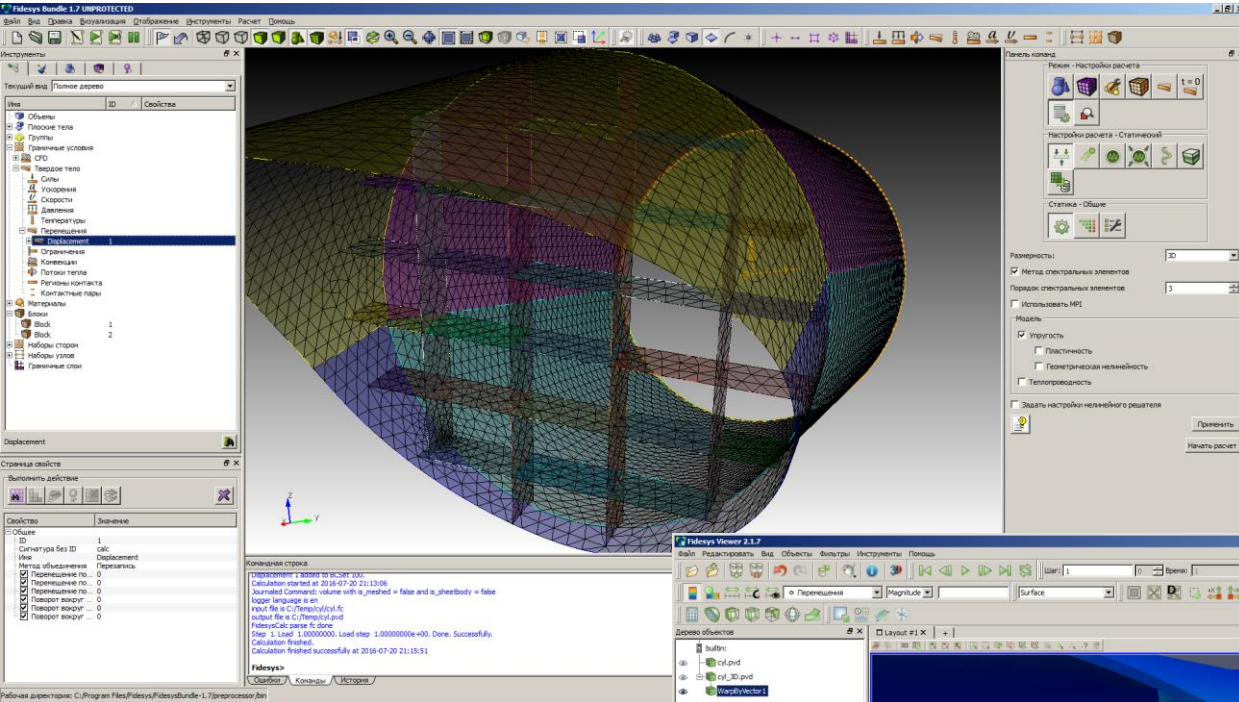 Fidesys Bundle 1.7 UNPROTECTED
Файл Вид Правка Визуализация Отображение Инструменты Расчет Помощь
Инструменты
Текущий вид Полное дерево
Имя ID Свойства
Объемы
Плоские тела
Группы
Граничные условия
CFD
Твердое тело
Силы
Ускорения
Скорости
Давления
Температуры
Перемещения
Displacement 1
Ограничения
Конвекции
Потоки тепла
Регионы контакта
Контактные пары
Материалы
Блоки
Block 1
Block 2
Наборы сторон
Наборы узлов
Граничные слои
Displacement
Страница свойств
Выполнить действие
Свойство Значение
Общее
ID 1
Сигнатура без ID calc
Имя Displacement
Метод объединения Перезапись
Перемещение по... 0
Перемещение по... 0
Перемещение по... 0
Поворот вокруг ... 0
Поворот вокруг ... 0
Поворот вокруг ... 0
Рабочая директория: C:/Program Files/Fidesys/FidesysBundle-1.7/preprocessor/bin
Z
X
Y
Командная строка
Displacement 1 added to BCSet 100.
Calculation started at 2016-07-20 21:13:06
Journaled Command: volume with is_meshed = false and is_sheetbody = false
logger language is en
input file is C:/Temp/cyl/cyl.fc
output file is C:/Temp/cyl.pvd
FidesysCalc parse fc done
Step 1. Load 1.00000000. Load step 1.00000000e+00. Done. Successfully.
Calculation finished.
Calculation finished successfully at 2016-07-20 21:15:51
Fidesys>
Ошибки Команды История
Панель команд
Режим - Настройки расчета
t = 0
Настройки расчета - Статический
Статика - Общие
Размерность: 3D
Метод спектральных элементов
Порядок спектральных элементов 3
Использовать MPI
Модель
Упругость
Пластичность
Геометрическая нелинейность
Теплопроводность
Задать настройки нелинейного решателя
Применить
Начать расчет
Fidesys Viewer 2.1.7
Файл Редактировать Вид Объекты Фильтры Инструменты Помощь
3D
Шаг: 1 0 Время: 1
Перемещения Magnitude Surface
Дерево объектов
Layout #1
3D
builtin:
cyl.pvd
cyl_3D.pvd
WarpByVector1